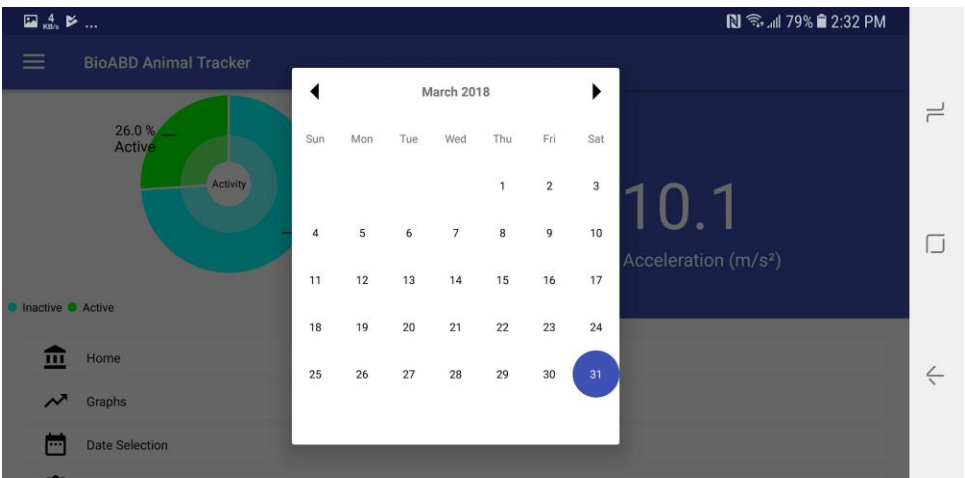 4
KB/s
...
79% 2:32 PM
BioABD Animal Tracker
26.0 %
Active
Activity
Inactive Active
March 2018
Sun Mon Tue Wed Thu Fri Sat
1 2 3
4 5 6 7 8 9 10
11 12 13 14 15 16 17
18 19 20 21 22 23 24
25 26 27 28 29 30 31
10.1
Acceleration (m/s²)
Home
Graphs
Date Selection